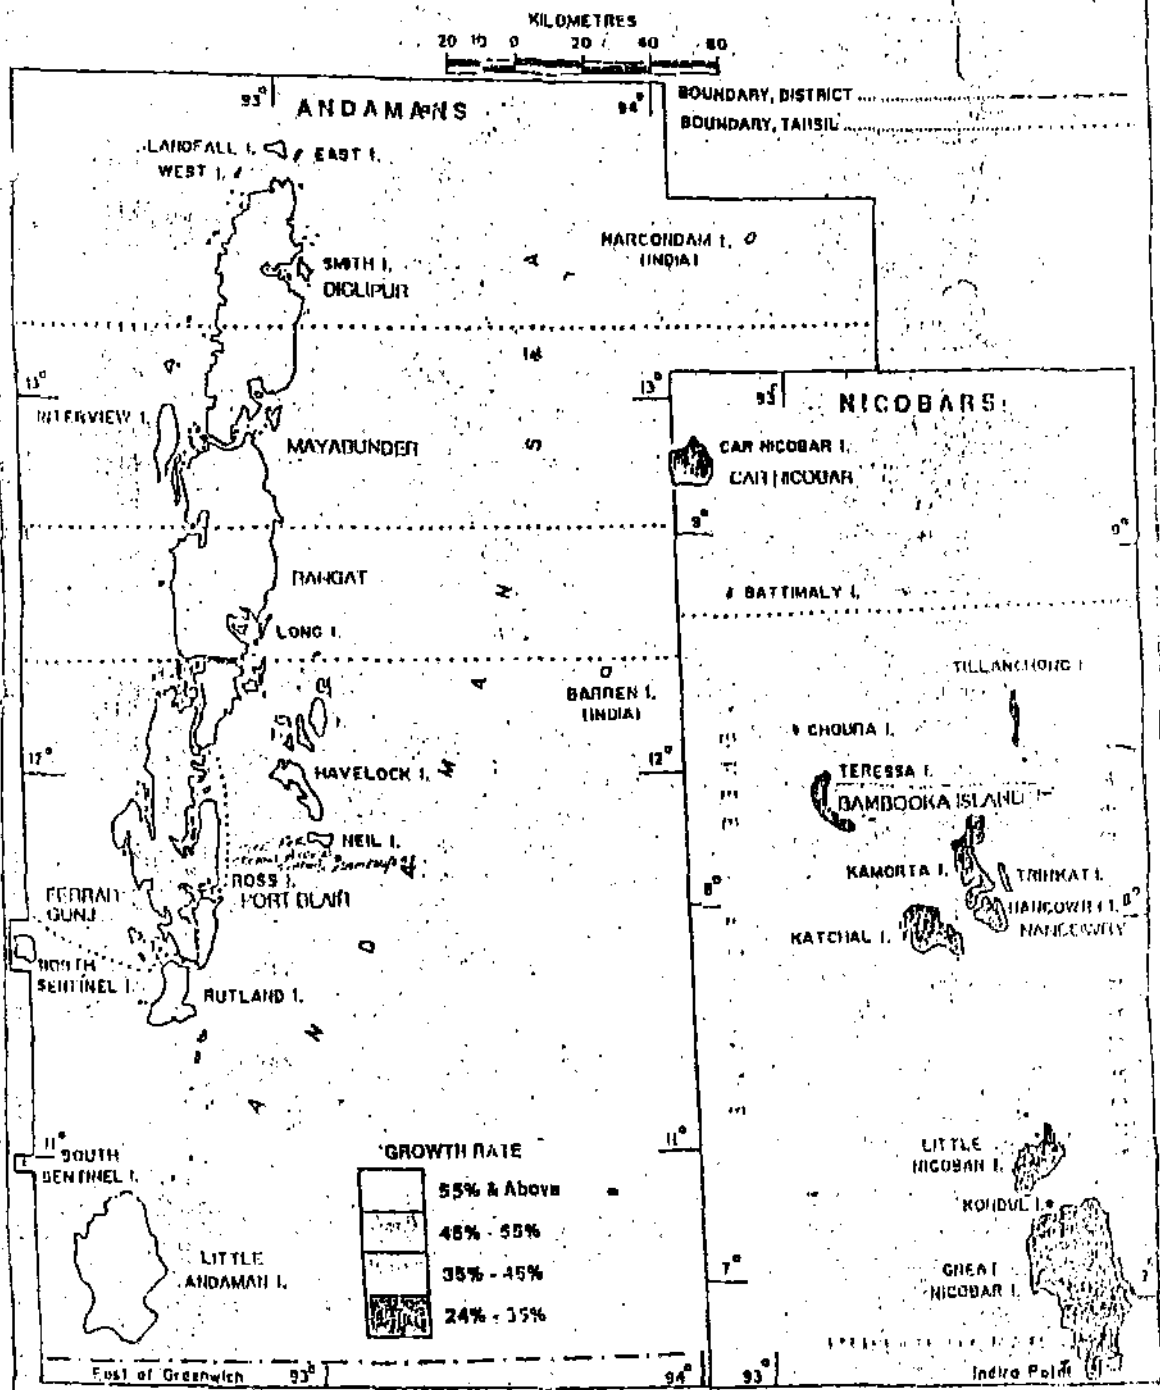 KILOMETRES
20 10 0 20 40 60
BOUNDARY, DISTRICT
BOUNDARY, TAHSIL
93° ANDAMANS 94°
LANDFALL I. EAST I.
WEST I.
NARCONDAM I.
(INDIA)
SMITH I.
DIGLIPUR
13° 13°
INTERVIEW I.
MAYABUNDER
RANGAT
LONG I.
BARREN I.
(INDIA)
12° 12°
HAVELOCK I.
NEIL I.
ROSS I.
PORT BLAIR
FERRAR
GUNJ
NORTH
SENTINEL I.
RUTLAND I.
A N D A M A N S E A
11° 11°
SOUTH
SENTINEL I.
LITTLE
ANDAMAN I.
GROWTH RATE
55% & Above
45% - 55%
35% - 45%
24% - 35%
East of Greenwich 93° 94°
93°
NICOBARS
CAR NICOBAR I.
CAR NICOBAR
9° 9°
BATTIMALY I.
TILLANCHONG I.
CHOURA I.
TERESSA I.
BAMBOOKA ISLAND
KAMORTA I.
TRINKAT I.
8° 8°
NANCOWRY I.
NANCOWRY
KATCHAL I.
LITTLE
NICOBAR I.
KONDUL I.
GREAT
NICOBAR I.
7° 7
93° Indira Point